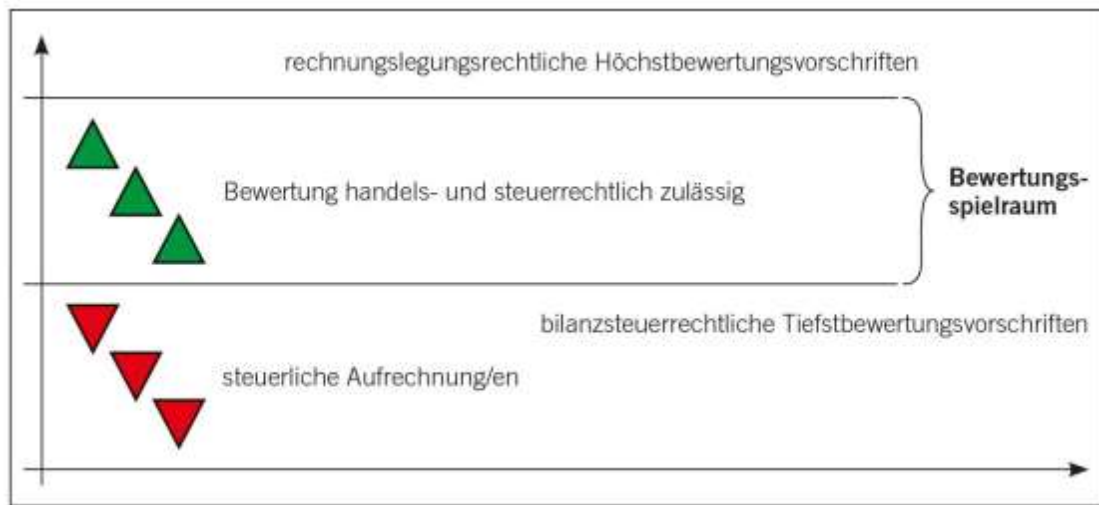 rechnungslegungsrechtliche Höchstbewertungsvorschriften
Bewertung handels- und steuerrechtlich zulässig
Bewertungs-
spielraum
bilanzsteuerrechtliche Tiefstbewertungsvorschriften
steuerliche Aufrechnung/en